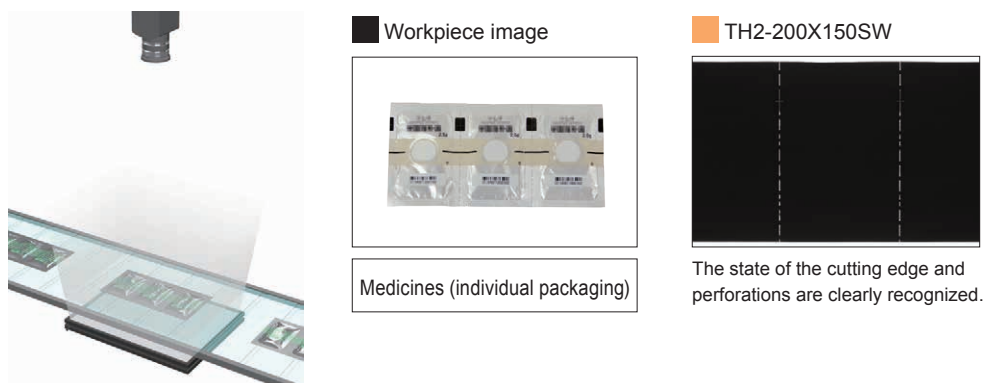 Workpiece image
TH2-200X150SW
Medicines (individual packaging)
The state of the cutting edge and
perforations are clearly recognized.